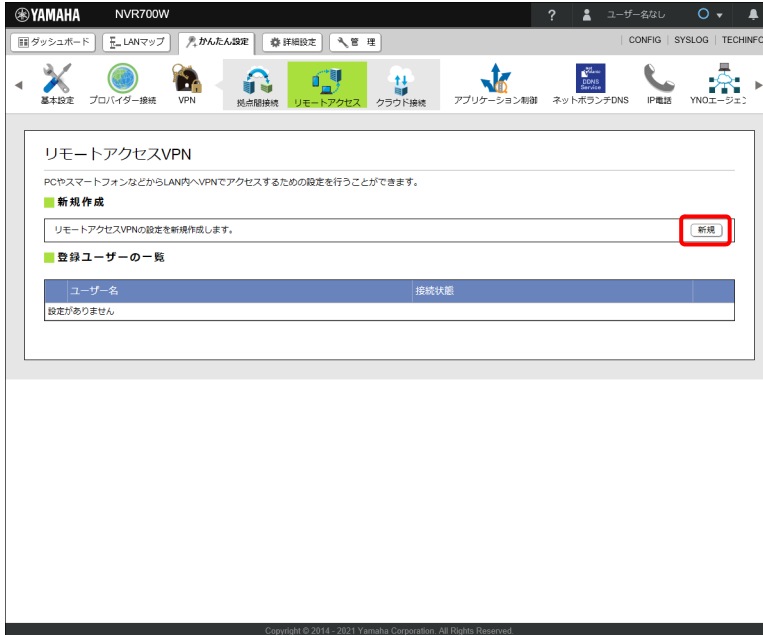 YAMAHA NVR700W ? ユーザー名なし
ダッシュボード LANマップ かんたん設定 詳細設定 管 理 CONFIG SYSLOG TECHINFO
Net Volante DDNS Service
基本設定 プロバイダー接続 VPN 拠点間接続 リモートアクセス クラウド接続 アプリケーション制御 ネットボランチDNS IP電話 YNOエージェ
リモートアクセスVPN
PCやスマートフォンなどからLAN内へVPNでアクセスするための設定を行うことができます。
新規作成
リモートアクセスVPNの設定を新規作成します。 新規
登録ユーザーの一覧
ユーザー名 接続状態
設定がありません
Copyright © 2014 - 2021 Yamaha Corporation. All Rights Reserved.